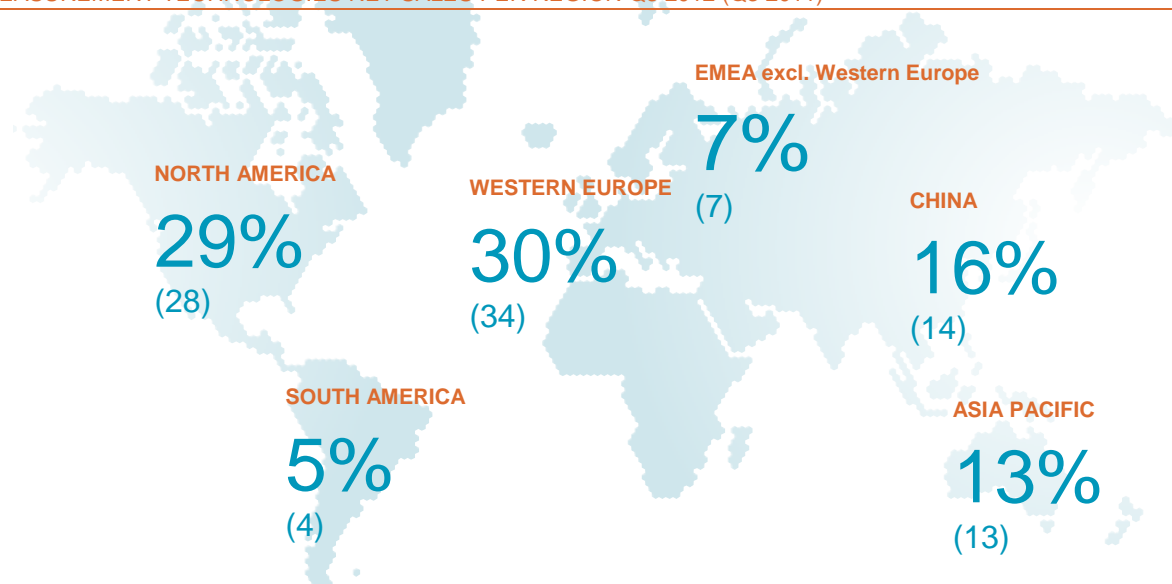 NORTH AMERICA
29%
(28)
WESTERN EUROPE
30%
(34)
EMEA excl. Western Europe
7%
(7)
CHINA
16%
(14)
SOUTH AMERICA
5%
(4)
ASIA PACIFIC
13%
(13)